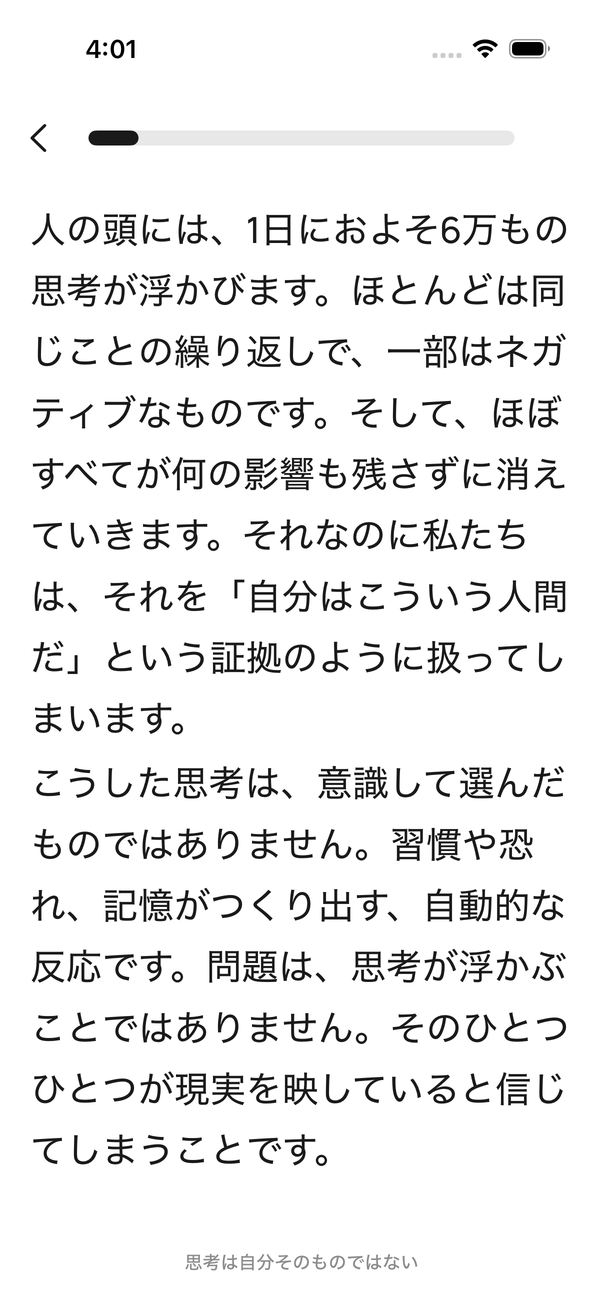 4:01
人の頭には、1日におよそ6万もの
思考が浮かびます。ほとんどは同
じことの繰り返しで、一部はネガ
ティブなものです。そして、ほぼ
すべてが何の影響も残さずに消え
ていきます。それなのに私たち
は、それを「自分はこういう人間
だ」という証拠のように扱ってし
まいます。
こうした思考は、意識して選んだ
ものではありません。習慣や恐
れ、記憶がつくり出す、自動的な
反応です。問題は、思考が浮かぶ
ことではありません。そのひとつ
ひとつが現実を映していると信じ
てしまうことです。
思考は自分そのものではない